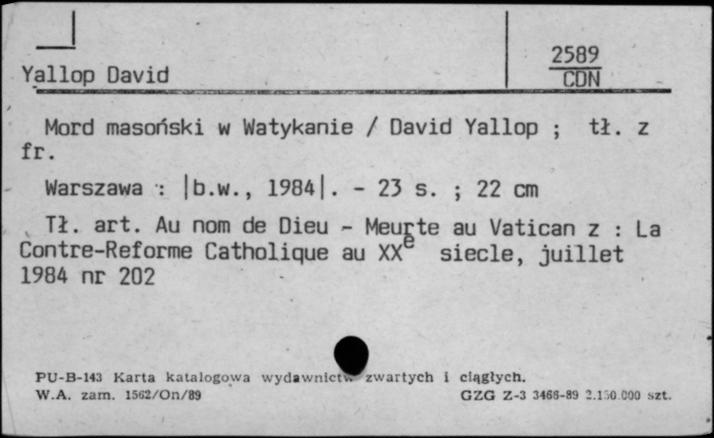 2589
Yallop David CDN
Mord masoński w Watykanie / David Yallop ; tł. z
fr.
Warszawa : |b.w., 1984|. - 23 s. ; 22 cm
Tł. art. Au nom de Dieu - Meurte au Vatican z : La
Contre-Reforme Catholique au XXe siecle, juillet
1984 nr 202
PU-B-143 Karta katalogowa wydawnictw zwartych i ciągłych.
W.A. zam. 1562/On/89 GZG Z-3 3466-89 2.150.000 szt.